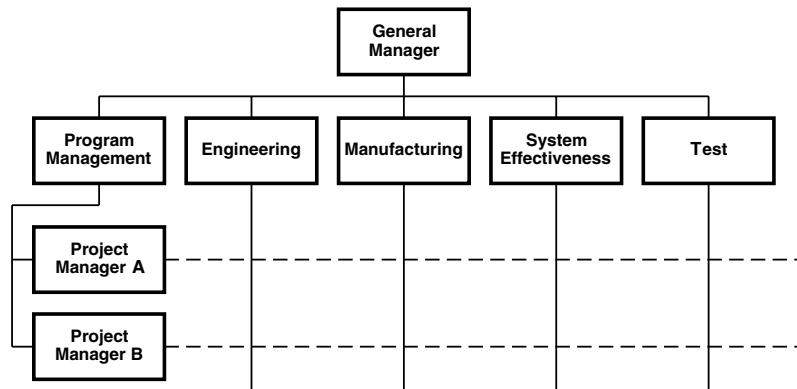 General
Manager
Program
Management
Engineering
Manufacturing
System
Effectiveness
Test
Project
Manager A
Project
Manager B